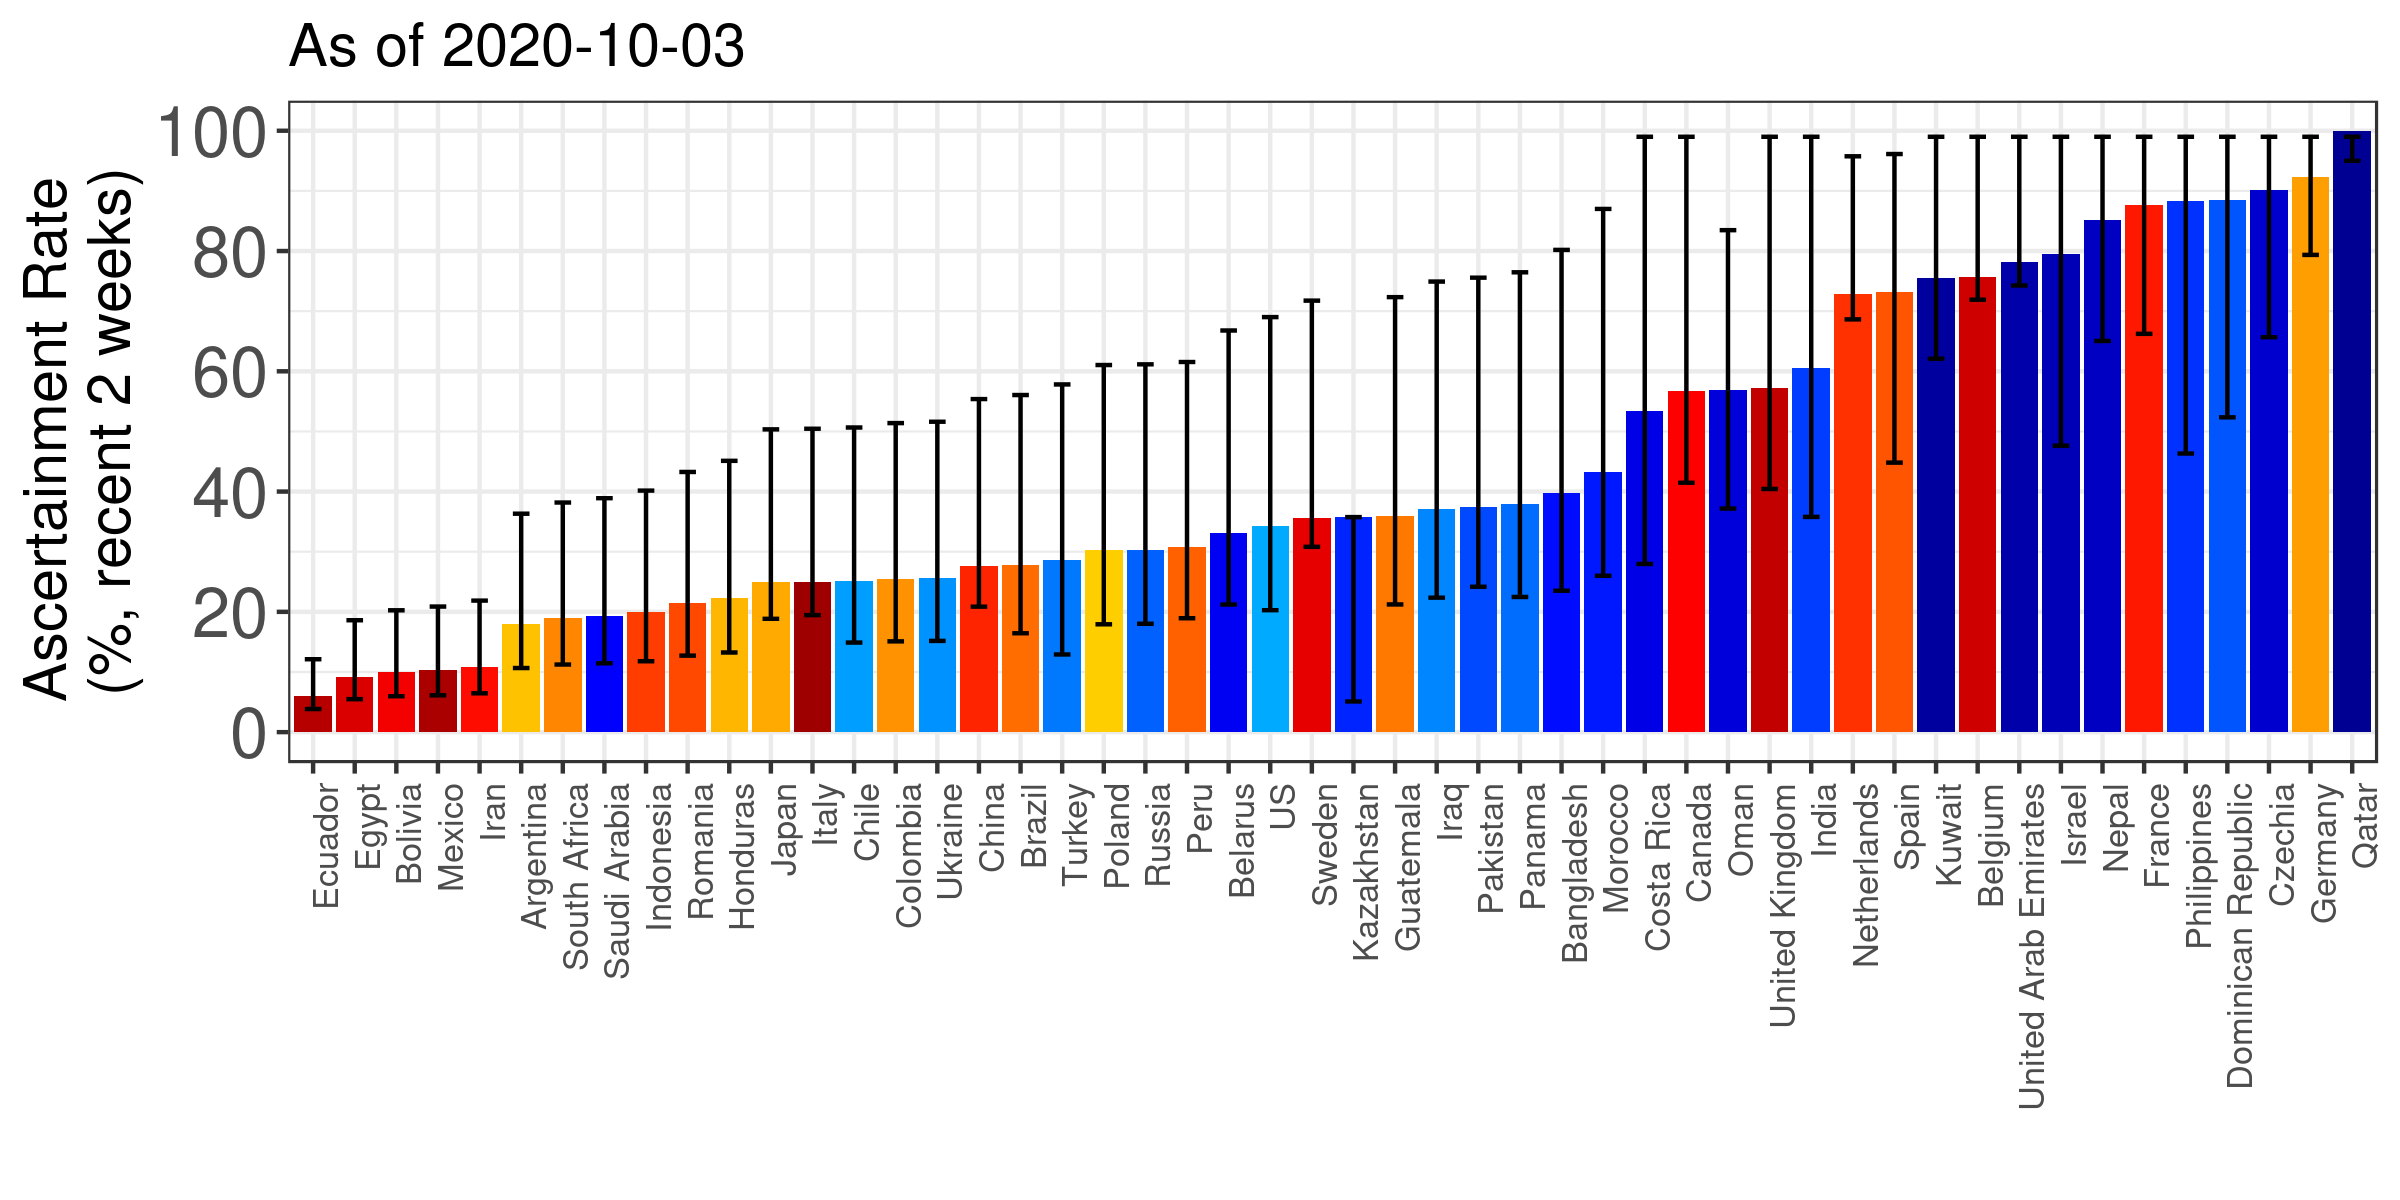 As of 2020-10-03
Ascertainment Rate
(%, recent 2 weeks)
100
80
60
40
20
0
Ecuador
Egypt
Bolivia
Mexico
Iran
Argentina
South Africa
Saudi Arabia
Indonesia
Romania
Honduras
Japan
Italy
Chile
Colombia
Ukraine
China
Brazil
Turkey
Poland
Russia
Peru
Belarus
US
Sweden
Kazakhstan
Guatemala
Iraq
Pakistan
Panama
Bangladesh
Morocco
Costa Rica
Canada
Oman
United Kingdom
India
Netherlands
Spain
Kuwait
Belgium
United Arab Emirates
Israel
Nepal
France
Philippines
Dominican Republic
Czechia
Germany
Qatar